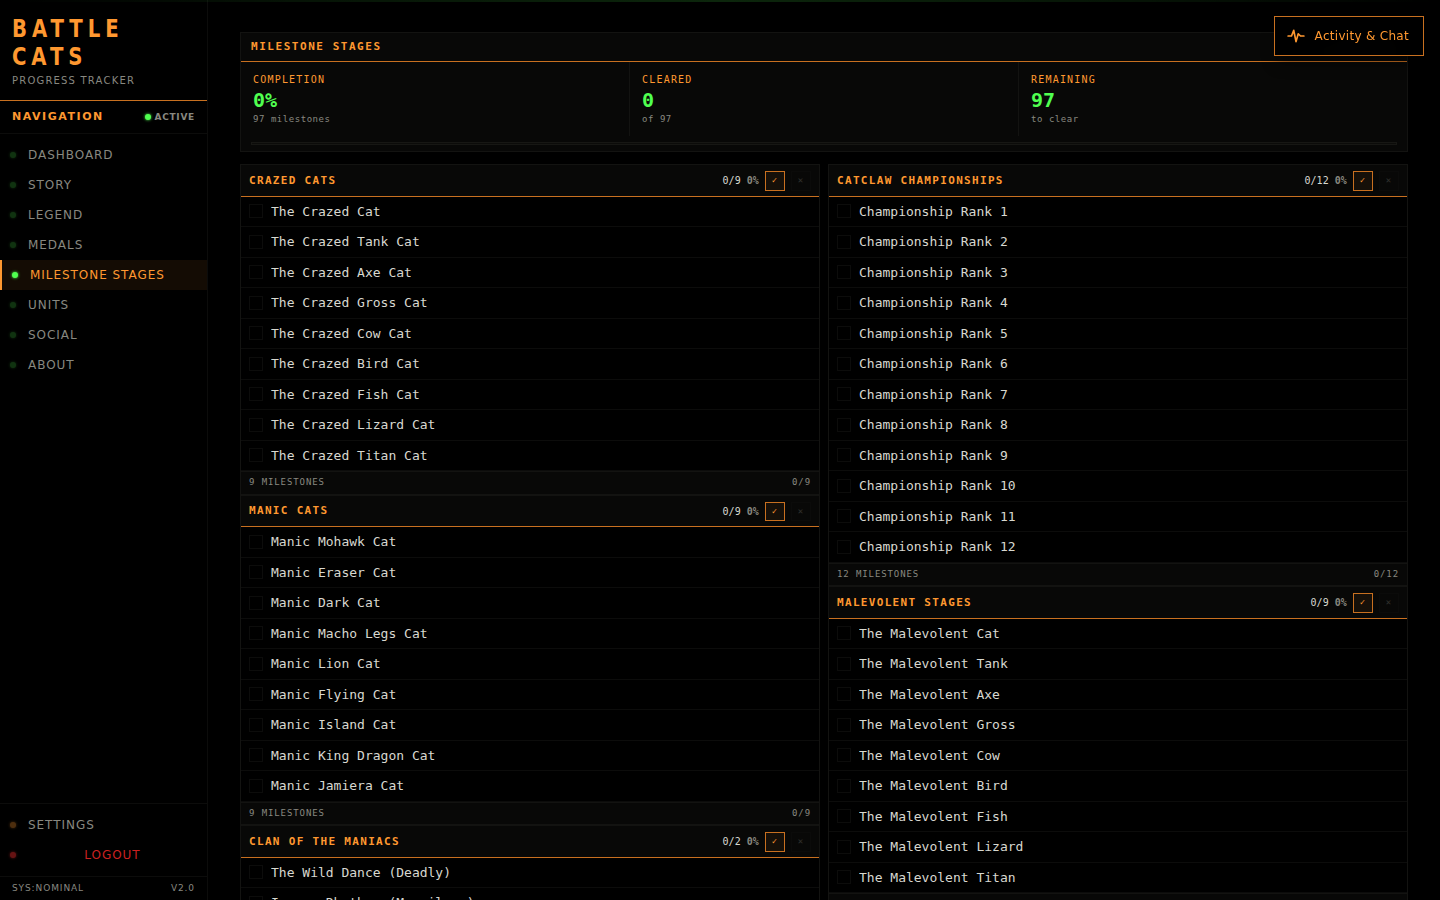 BATTLE
CATS
PROGRESS TRACKER
NAVIGATION ACTIVE
DASHBOARD
STORY
LEGEND
MEDALS
MILESTONE STAGES
UNITS
SOCIAL
ABOUT
SETTINGS
LOGOUT
SYS:NOMINAL V2.0
Activity & Chat
MILESTONE STAGES
COMPLETION
0%
97 milestones
CLEARED
0
of 97
REMAINING
97
to clear
CRAZED CATS 0/9 0% ✓ ×
The Crazed Cat
The Crazed Tank Cat
The Crazed Axe Cat
The Crazed Gross Cat
The Crazed Cow Cat
The Crazed Bird Cat
The Crazed Fish Cat
The Crazed Lizard Cat
The Crazed Titan Cat
9 MILESTONES 0/9
MANIC CATS 0/9 0% ✓ ×
Manic Mohawk Cat
Manic Eraser Cat
Manic Dark Cat
Manic Macho Legs Cat
Manic Lion Cat
Manic Flying Cat
Manic Island Cat
Manic King Dragon Cat
Manic Jamiera Cat
9 MILESTONES 0/9
CLAN OF THE MANIACS 0/2 0% ✓ ×
The Wild Dance (Deadly)
CATCLAW CHAMPIONSHIPS 0/12 0% ✓ ×
Championship Rank 1
Championship Rank 2
Championship Rank 3
Championship Rank 4
Championship Rank 5
Championship Rank 6
Championship Rank 7
Championship Rank 8
Championship Rank 9
Championship Rank 10
Championship Rank 11
Championship Rank 12
12 MILESTONES 0/12
MALEVOLENT STAGES 0/9 0% ✓ ×
The Malevolent Cat
The Malevolent Tank
The Malevolent Axe
The Malevolent Gross
The Malevolent Cow
The Malevolent Bird
The Malevolent Fish
The Malevolent Lizard
The Malevolent Titan